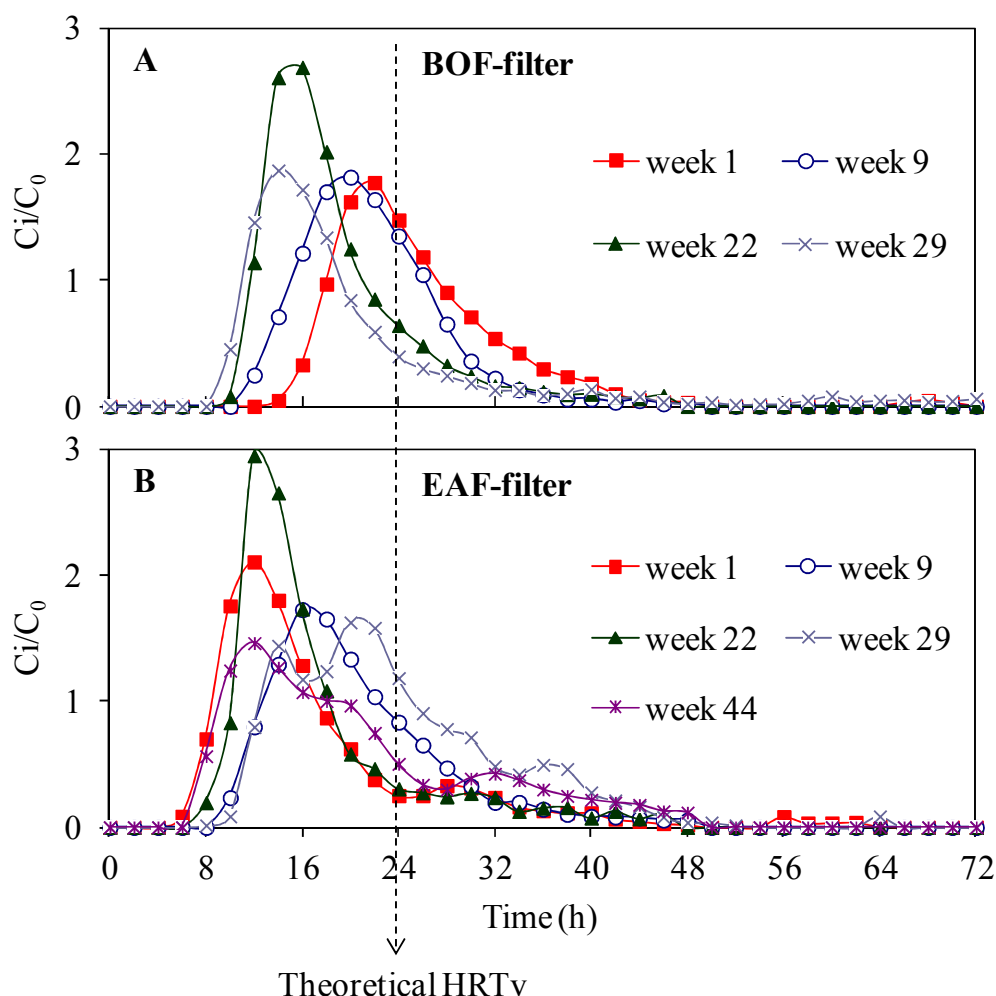 3
A
BOF-filter
2
week 1
week 9
week 22
week 29
Ci/C0
1
0
3
B
EAF-filter
2
week 1
week 9
week 22
week 29
week 44
Ci/C0
1
0
0 8 16 24 32 40 48 56 64 72
Time (h)
Theoretical HRTv